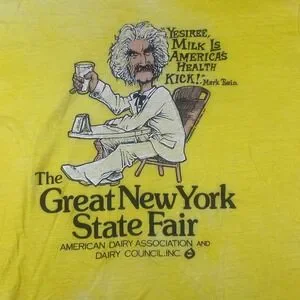 "YESIREE,
MILK IS
AMERICA'S
HEALTH
KICK!"
- Mark Twain.
The
Great New York
State Fair
AMERICAN DAIRY ASSOCIATION AND
DAIRY COUNCIL, INC.